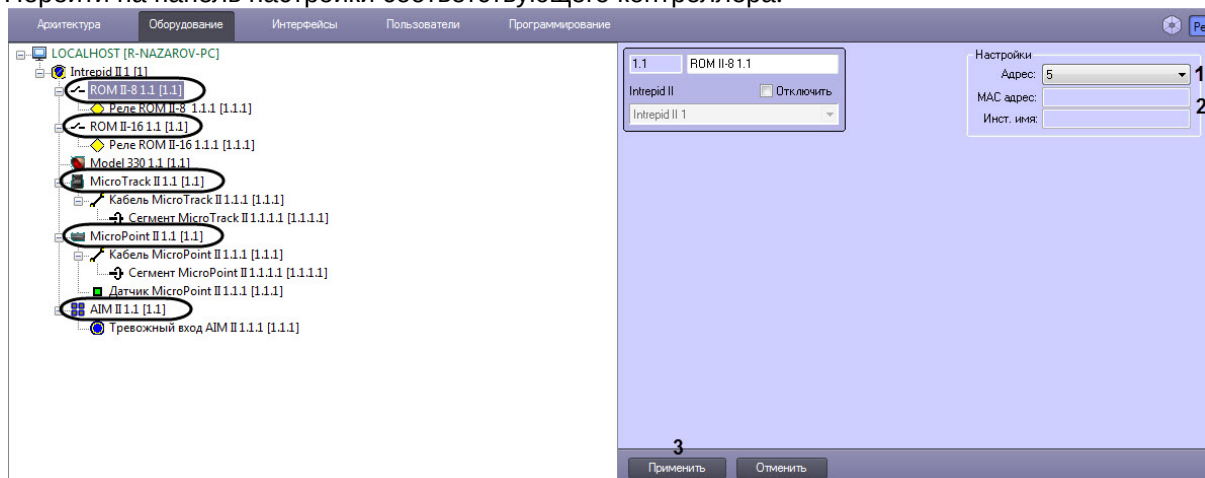 Перейти на панель настройки соответствующего контроллера.
Архитектура Оборудование Интерфейсы Пользователи Программирование
LOCALHOST [R-NAZAROV-PC]
Intrepid II 1 [1]
ROM II-8 1.1 [1.1]
Реле ROM II-8 1.1.1 [1.1.1]
ROM II-16 1.1 [1.1]
Реле ROM II-16 1.1.1 [1.1.1]
Model 330 1.1 [1.1]
MicroTrack II 1.1 [1.1]
Кабель MicroTrack II 1.1.1 [1.1.1]
Сегмент MicroTrack II 1.1.1.1 [1.1.1.1]
MicroPoint II 1.1 [1.1]
Кабель MicroPoint II 1.1.1 [1.1.1]
Сегмент MicroPoint II 1.1.1.1 [1.1.1.1]
Датчик MicroPoint II 1.1.1 [1.1.1]
AIM II 1.1 [1.1]
Тревожный вход AIM II 1.1.1 [1.1.1]
1.1 ROM II-8 1.1
Intrepid II Отключить
Intrepid II 1
Настройки
Адрес: 5 1
MAC адрес: 2
Инст. имя:
3
Применить Отменить